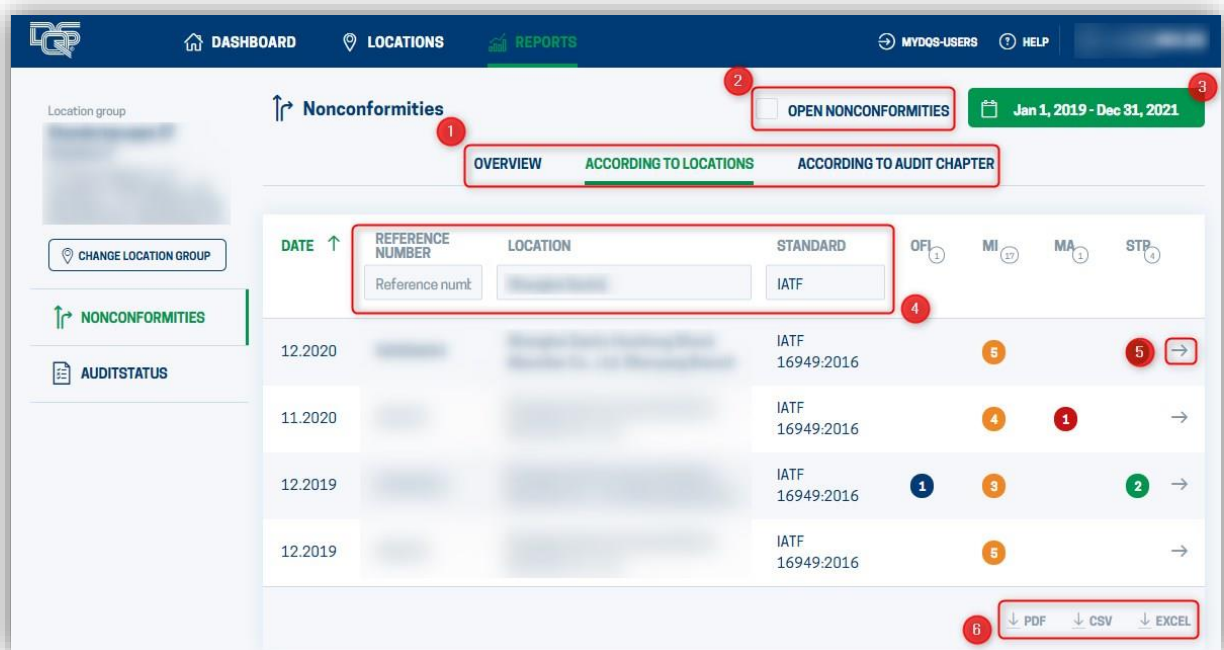 DQS
DASHBOARD LOCATIONS REPORTS MYDQS-USERS HELP
2 3
Location group
Nonconformities
OPEN NONCONFORMITIES Jan 1, 2019 - Dec 31, 2021
1
OVERVIEW ACCORDING TO LOCATIONS ACCORDING TO AUDIT CHAPTER
CHANGE LOCATION GROUP
NONCONFORMITIES
AUDITSTATUS
DATE REFERENCE NUMBER LOCATION STANDARD OFI 1 MI 17 MA 1 STR 4
Reference numt IATF
4
12.2020 IATF 5 5
16949:2016
11.2020 IATF 4 1
16949:2016
12.2019 IATF 1 3 2
16949:2016
12.2019 IATF 5
16949:2016
6 PDF CSV EXCEL